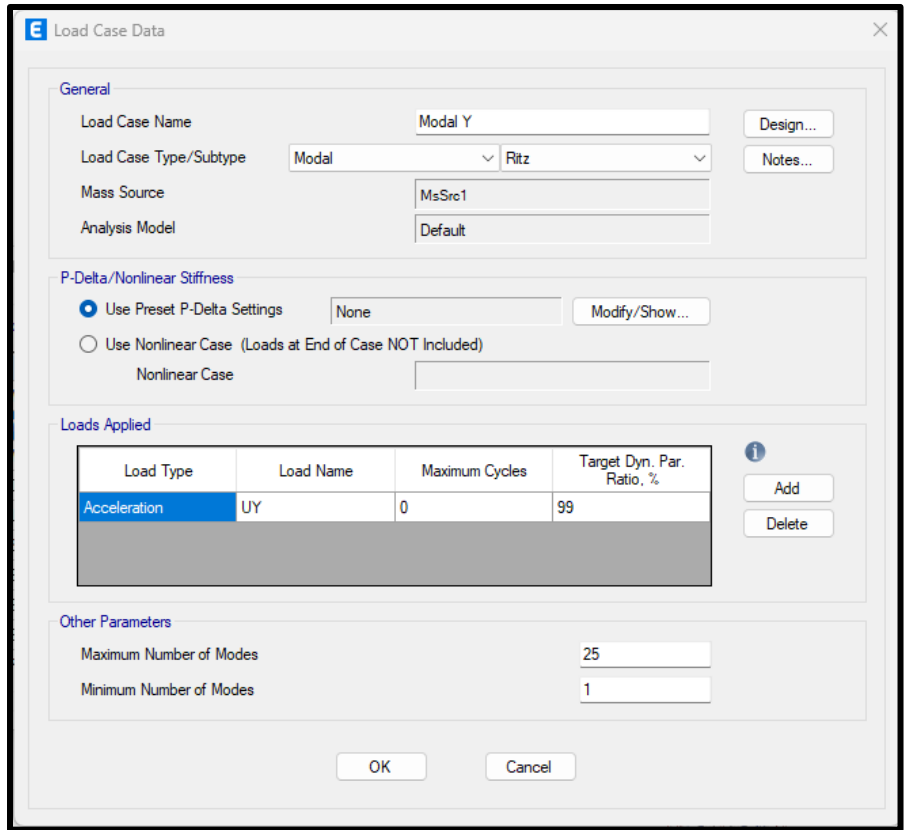 E Load Case Data
General
Load Case Name Modal Y Design...
Load Case Type/Subtype Modal Ritz Notes...
Mass Source MsSrc1
Analysis Model Default
P-Delta/Nonlinear Stiffness
Use Preset P-Delta Settings None Modify/Show...
Use Nonlinear Case (Loads at End of Case NOT Included)
Nonlinear Case
Loads Applied
Load Type Load Name Maximum Cycles Target Dyn. Par.
Ratio, %
Acceleration UY 0 99
i
Add
Delete
Other Parameters
Maximum Number of Modes 25
Minimum Number of Modes 1
OK Cancel